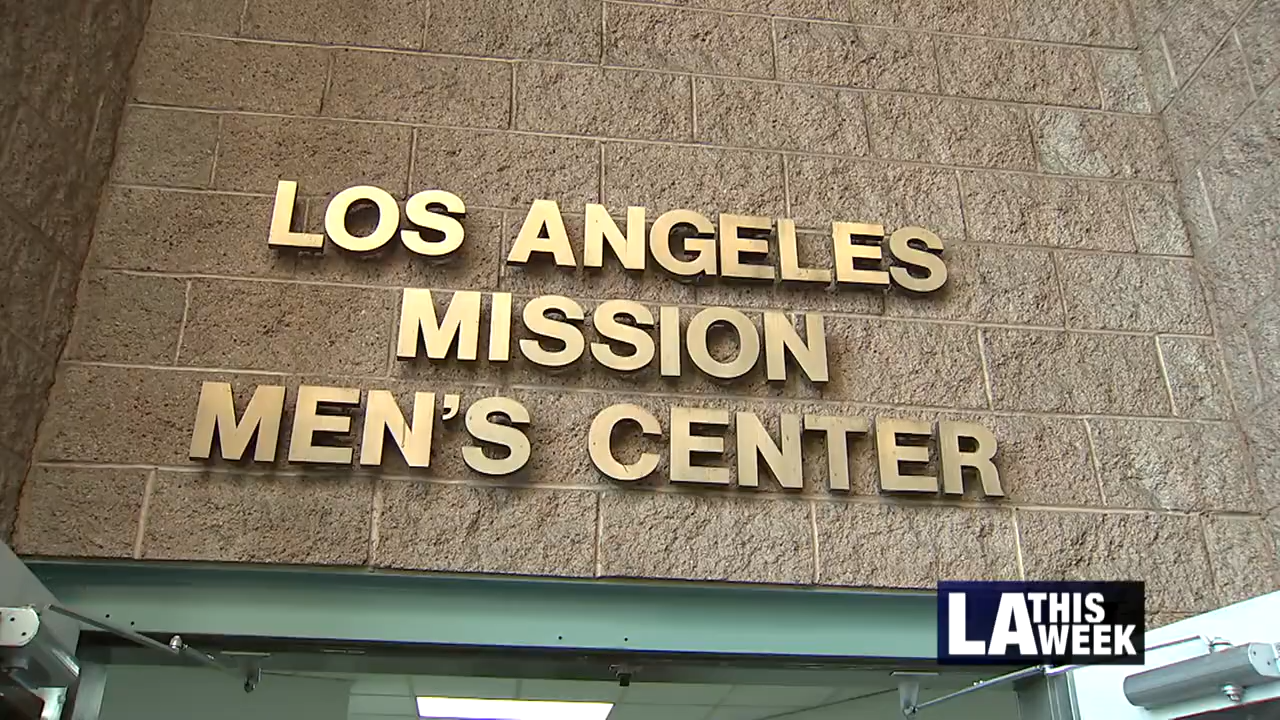 LOS ANGELES
MISSION
MEN'S CENTER
LA THIS
WEEK